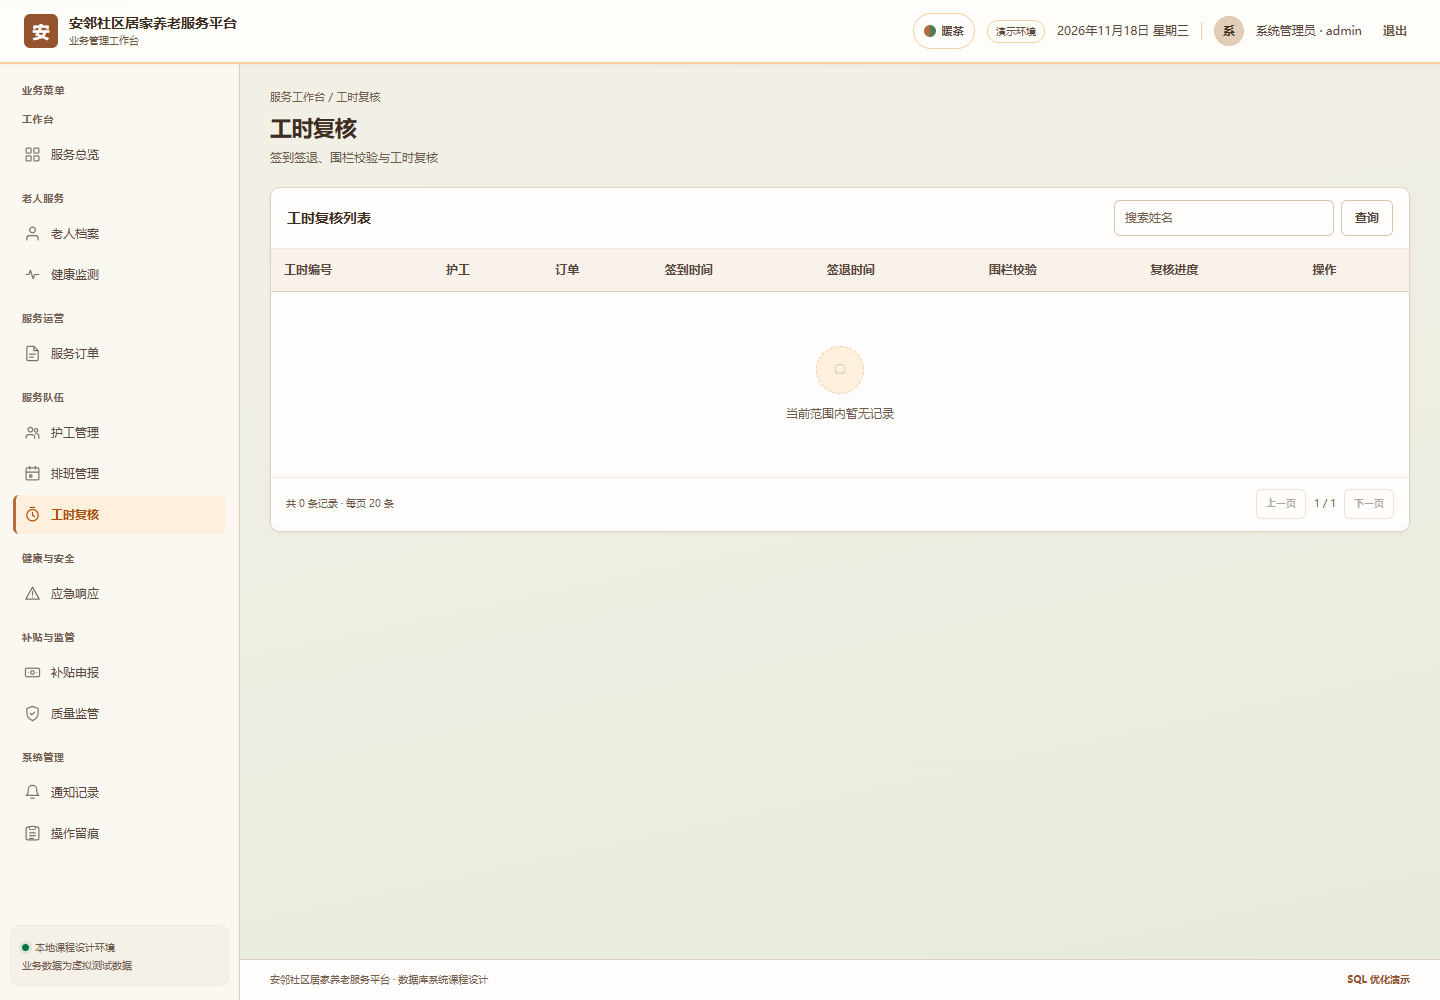 安
安邻社区居家养老服务平台
业务管理工作台
暖茶
演示环境
2026年11月18日 星期三
系
系统管理员 · admin
退出
业务菜单
工作台
服务总览
老人服务
老人档案
健康监测
服务运营
服务订单
服务队伍
护工管理
排班管理
工时复核
健康与安全
应急响应
补贴与监管
补贴申报
质量监管
系统管理
通知记录
操作留痕
本地课程设计环境
业务数据为虚拟测试数据
服务工作台 / 工时复核
工时复核
签到签退、围栏校验与工时复核
工时复核列表
搜索姓名
查询
工时编号 护工 订单 签到时间 签退时间 围栏校验 复核进度 操作
当前范围内暂无记录
共 0 条记录 · 每页 20 条
上一页
1 / 1
下一页
安邻社区居家养老服务平台 · 数据库系统课程设计
SQL 优化演示